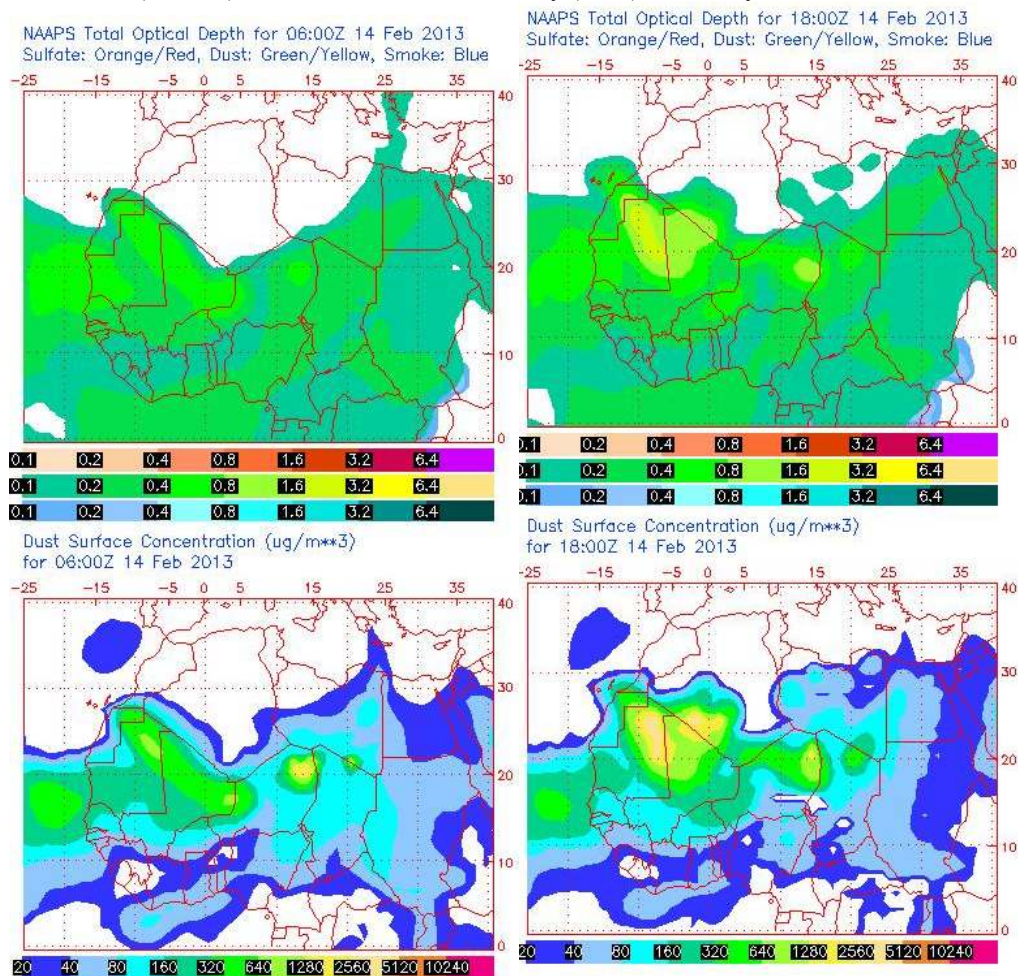 NAAPS Total Optical Depth for 06:00Z 14 Feb 2013
Sulfate: Orange/Red, Dust: Green/Yellow, Smoke: Blue
-25 -15 -5 0 5 15 25 35
40
30
20
10
0
0.1 0.2 0.4 0.8 1.6 3.2 6.4
0.1 0.2 0.4 0.8 1.6 3.2 6.4
0.1 0.2 0.4 0.8 1.6 3.2 6.4
NAAPS Total Optical Depth for 18:00Z 14 Feb 2013
Sulfate: Orange/Red, Dust: Green/Yellow, Smoke: Blue
-25 -15 -5 0 5 15 25 35
40
30
20
10
0
0.1 0.2 0.4 0.8 1.6 3.2 6.4
0.1 0.2 0.4 0.8 1.6 3.2 6.4
0.1 0.2 0.4 0.8 1.6 3.2 6.4
Dust Surface Concentration (ug/m**3)
for 06:00Z 14 Feb 2013
-25 -15 -5 0 5 15 25 35
40
30
20
10
0
20 40 80 160 320 640 1280 2560 5120 10240
Dust Surface Concentration (ug/m**3)
for 18:00Z 14 Feb 2013
-25 -15 -5 0 5 15 25 35
40
30
20
10
0
20 40 80 160 320 640 1280 2560 5120 10240